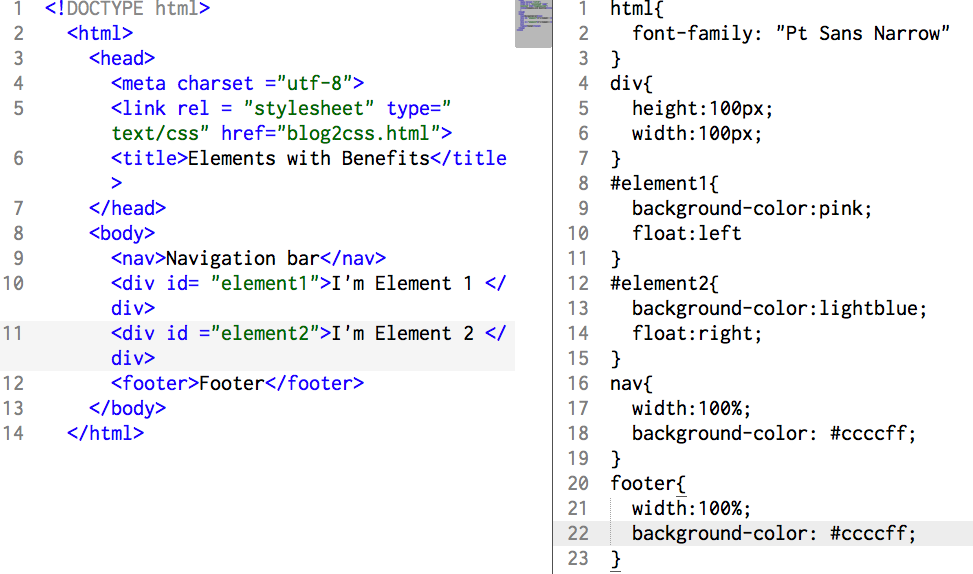 1 <!DOCTYPE html>
2 <html>
3 <head>
4 <meta charset ="utf-8">
5 <link rel = "stylesheet" type="
text/css" href="blog2css.html">
6 <title>Elements with Benefits</title
>
7 </head>
8 <body>
9 <nav>Navigation bar</nav>
10 <div id= "element1">I'm Element 1 </
div>
11 <div id ="element2">I'm Element 2 </
div>
12 <footer>Footer</footer>
13 </body>
14 </html>
1 html{
2 font-family: "Pt Sans Narrow"
3 }
4 div{
5 height:100px;
6 width:100px;
7 }
8 #element1{
9 background-color:pink;
10 float:left
11 }
12 #element2{
13 background-color:lightblue;
14 float:right;
15 }
16 nav{
17 width:100%;
18 background-color: #ccccff;
19 }
20 footer{
21 width:100%;
22 background-color: #ccccff;
23 }